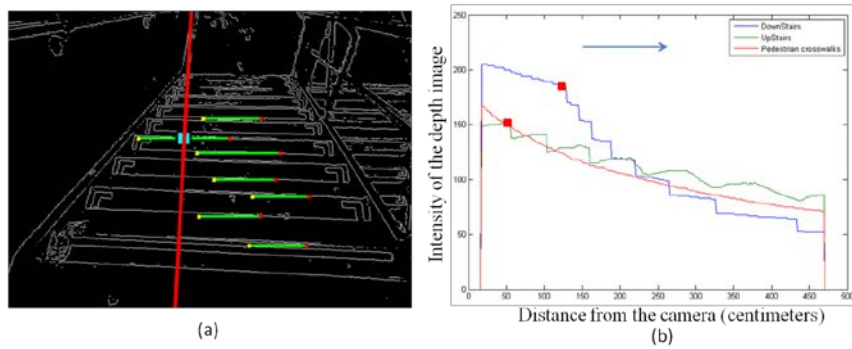 250
200
150
100
50
0
Intensity of the depth image
DownStairs
UpStairs
Pedestrian crosswalks
0 50 100 150 200 250 300 350 400 450 500
Distance from the camera (centimeters)
(a)
(b)